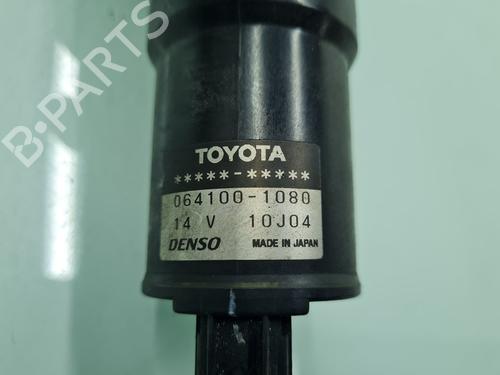 B-PARTS
TOYOTA
*****-*****
064100-1080
14 V 10J04
DENSO MADE IN JAPAN